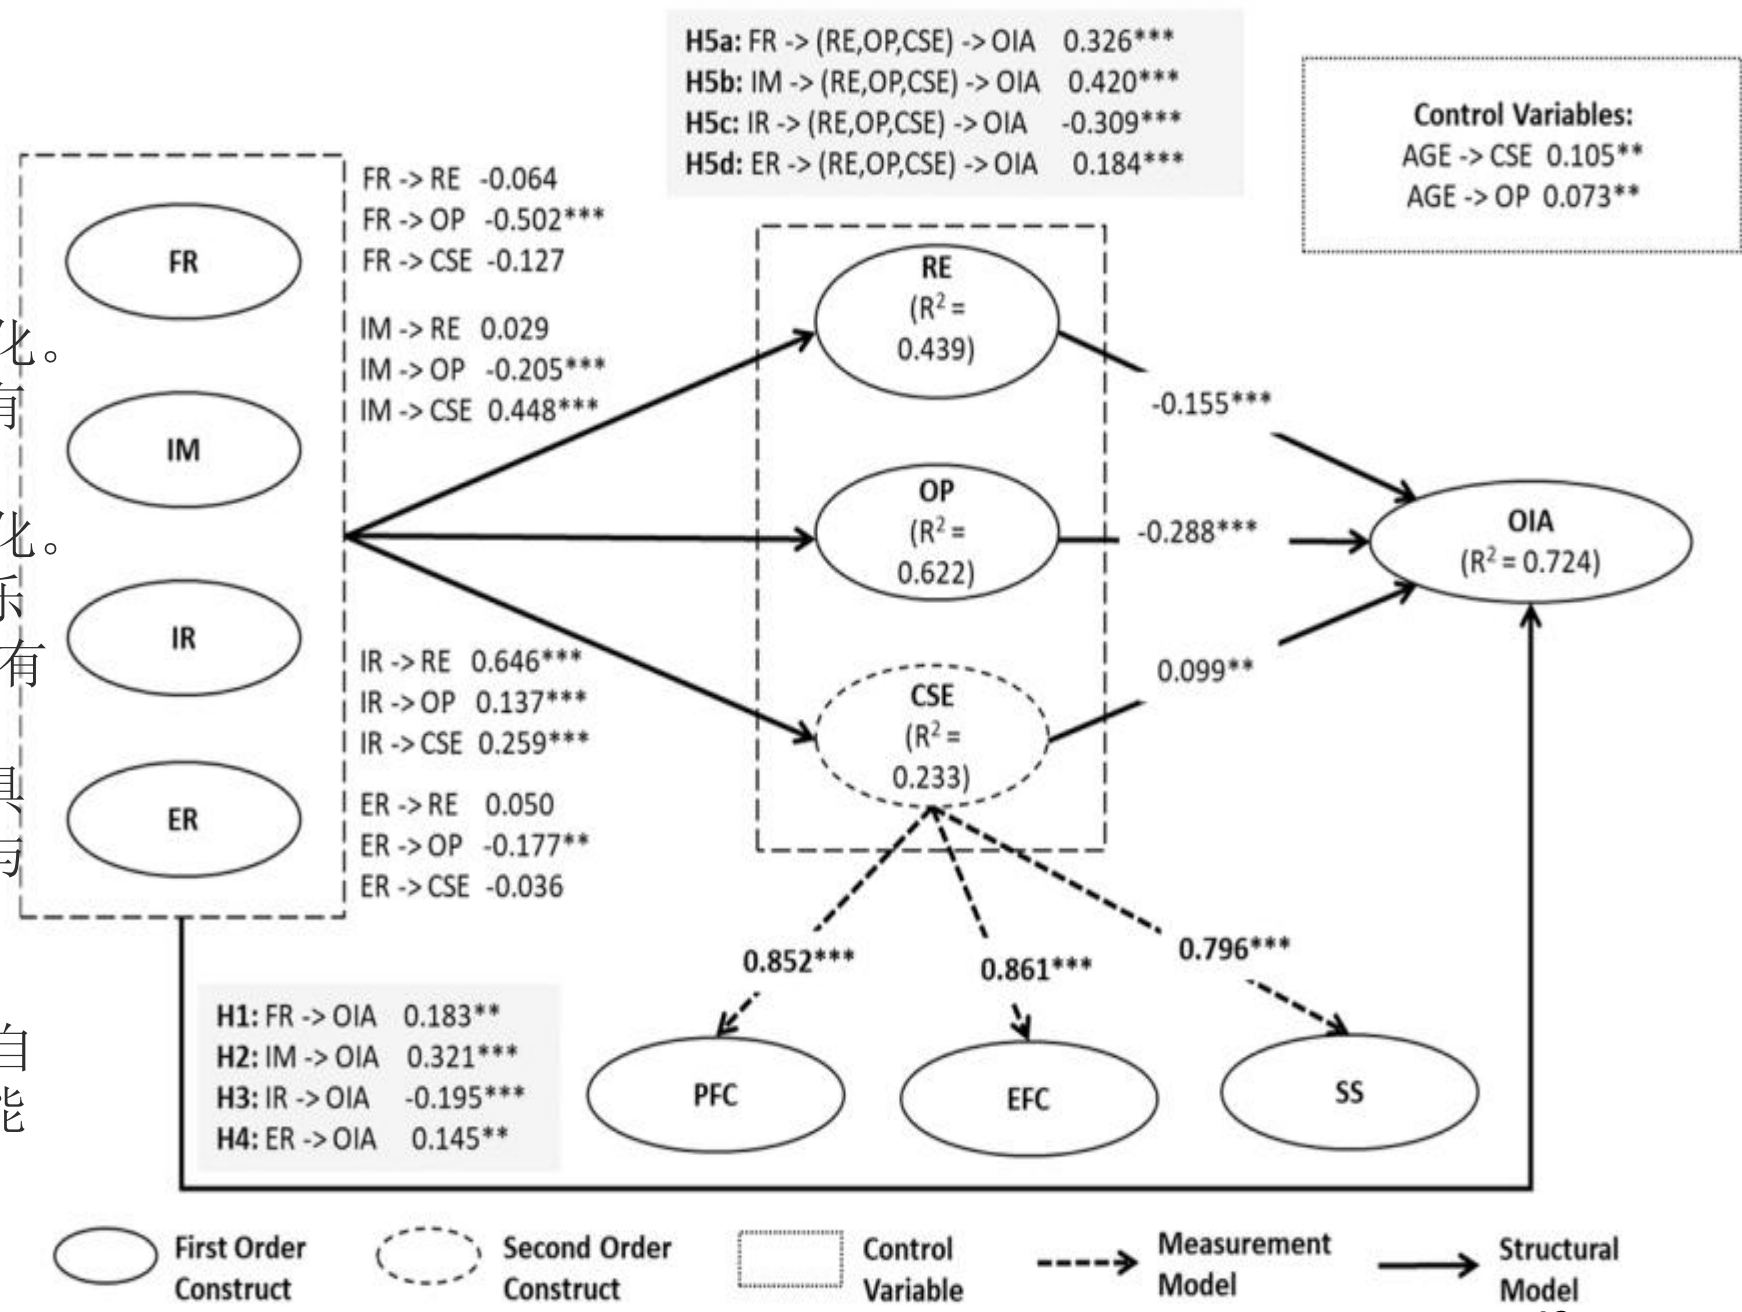 H5a: FR -> (RE,OP,CSE) -> OIA 0.326***
H5b: IM -> (RE,OP,CSE) -> OIA 0.420***
H5c: IR -> (RE,OP,CSE) -> OIA -0.309***
H5d: ER -> (RE,OP,CSE) -> OIA 0.184***
Control Variables:
AGE -> CSE 0.105**
AGE -> OP 0.073**
FR
IM
IR
ER
FR -> RE -0.064
FR -> OP -0.502***
FR -> CSE -0.127
IM -> RE 0.029
IM -> OP -0.205***
IM -> CSE 0.448***
IR -> RE 0.646***
IR -> OP 0.137***
IR -> CSE 0.259***
ER -> RE 0.050
ER -> OP -0.177**
ER -> CSE -0.036
化。
有
化。
乐
有
自
能
RE
(R² =
0.439)
OP
(R² =
0.622)
CSE
(R² =
0.233)
-0.155***
-0.288***
0.099**
OIA
(R² = 0.724)
0.852***
0.861***
0.796***
PFC
EFC
SS
H1: FR -> OIA 0.183**
H2: IM -> OIA 0.321***
H3: IR -> OIA -0.195***
H4: ER -> OIA 0.145**
First Order
Construct
Second Order
Construct
Control
Variable
Measurement
Model
Structural
Model